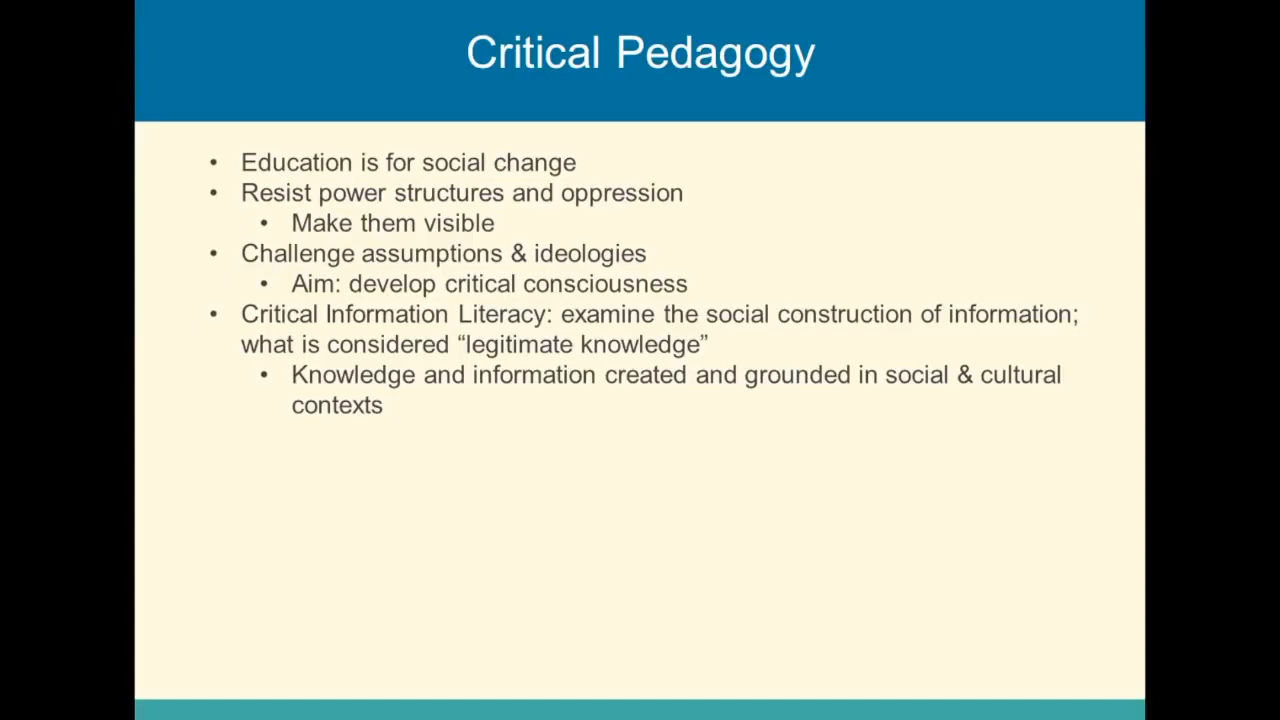 Critical Pedagogy
• Education is for social change
• Resist power structures and oppression
• Make them visible
• Challenge assumptions & ideologies
• Aim: develop critical consciousness
• Critical Information Literacy: examine the social construction of information;
what is considered “legitimate knowledge”
• Knowledge and information created and grounded in social & cultural
contexts